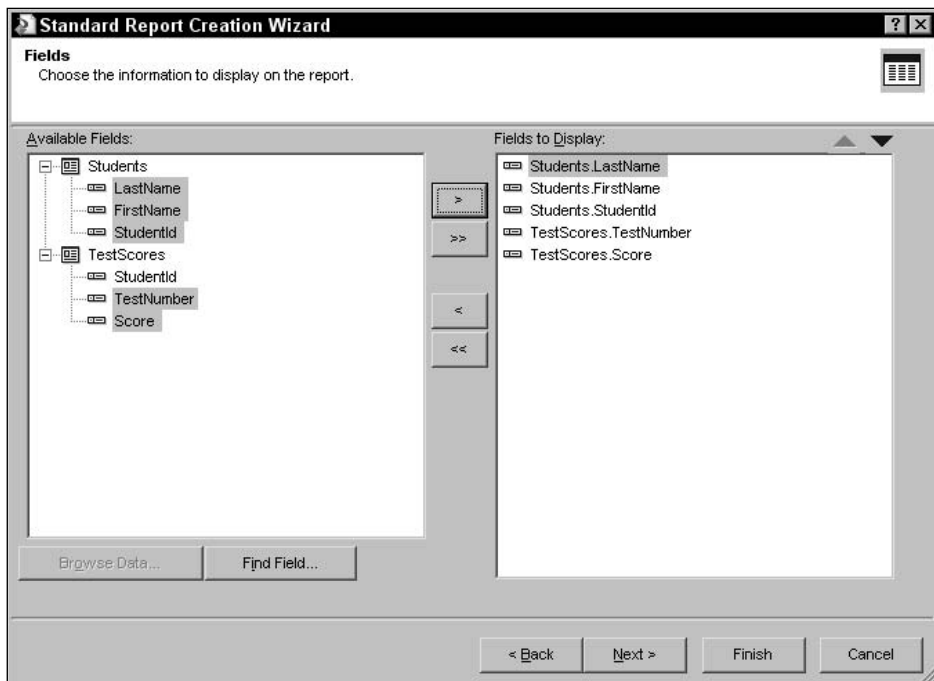 Standard Report Creation Wizard
Fields
Choose the information to display on the report.
Available Fields:
Students
LastName
FirstName
StudentId
TestScores
StudentId
TestNumber
Score
>
>>
<
<<
Fields to Display:
Students.LastName
Students.FirstName
Students.StudentId
TestScores.TestNumber
TestScores.Score
Browse Data...
Find Field...
< Back
Next >
Finish
Cancel